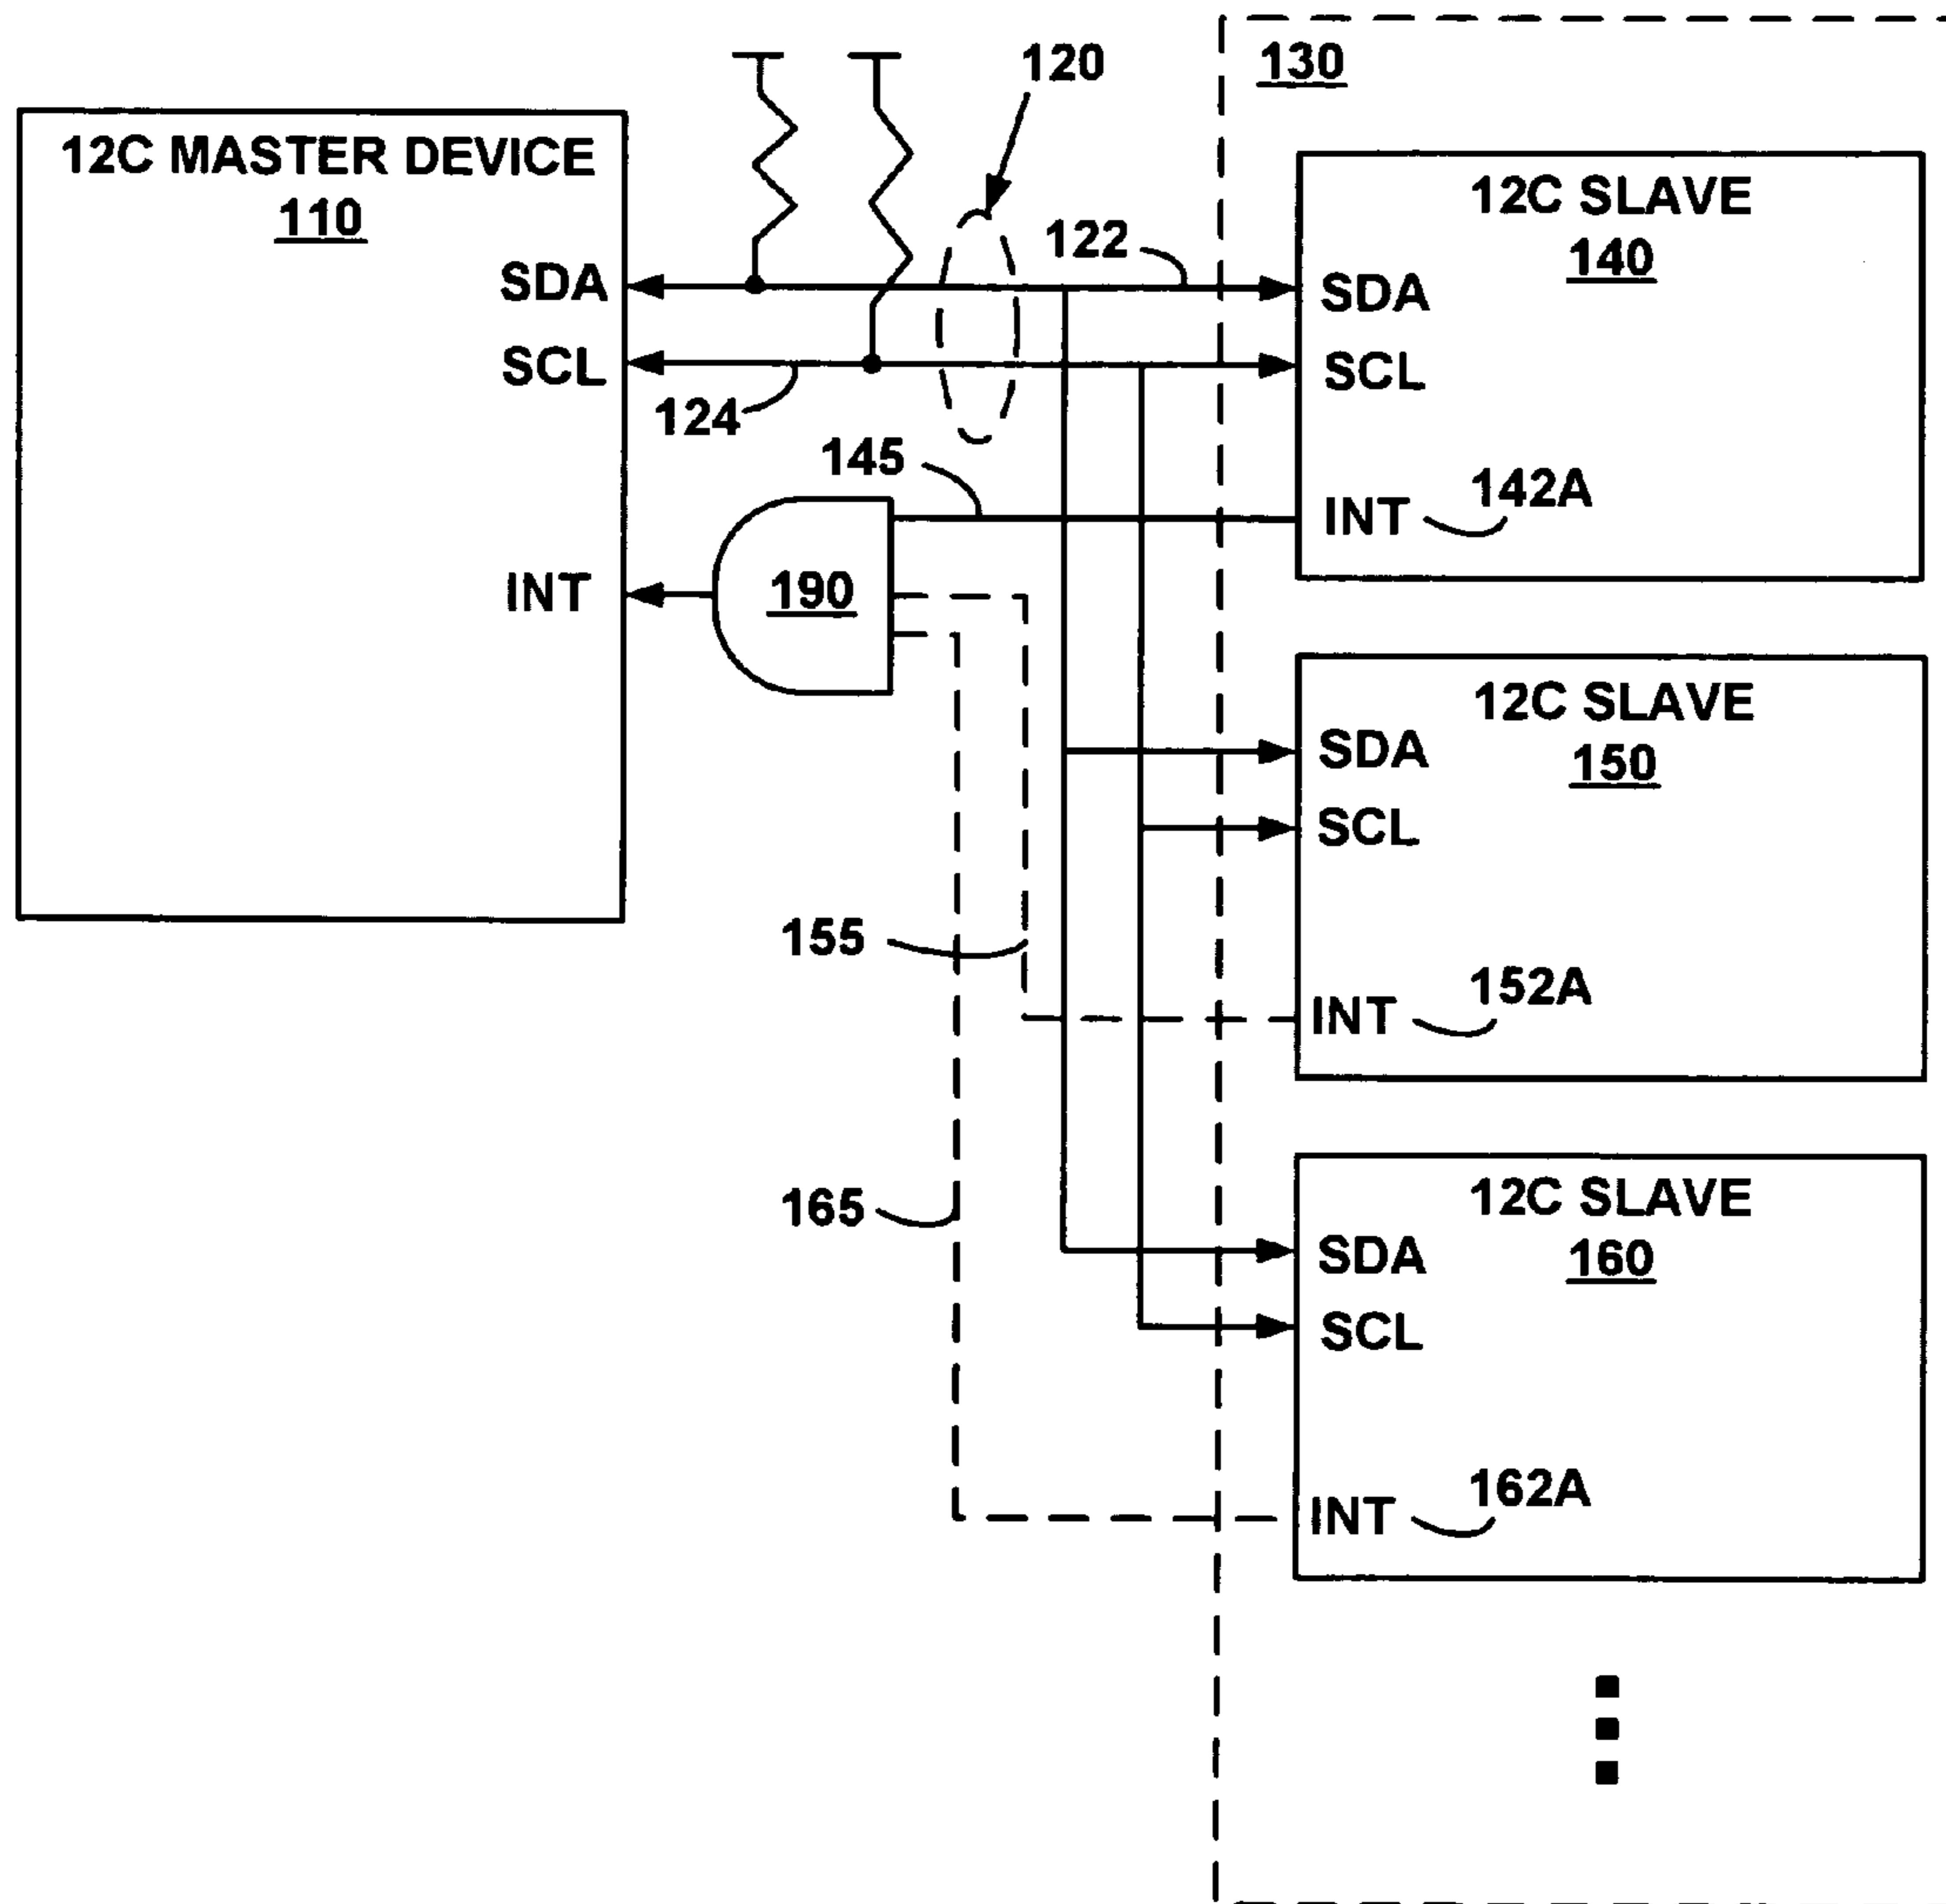 120
130
12C MASTER DEVICE
110
12C SLAVE
140
122
SDA
SDA
SCL
SCL
124
145
142A
INT
190
INT
12C SLAVE
150
SDA
SCL
155
152A
INT
12C SLAVE
160
165
SDA
SCL
162A
INT